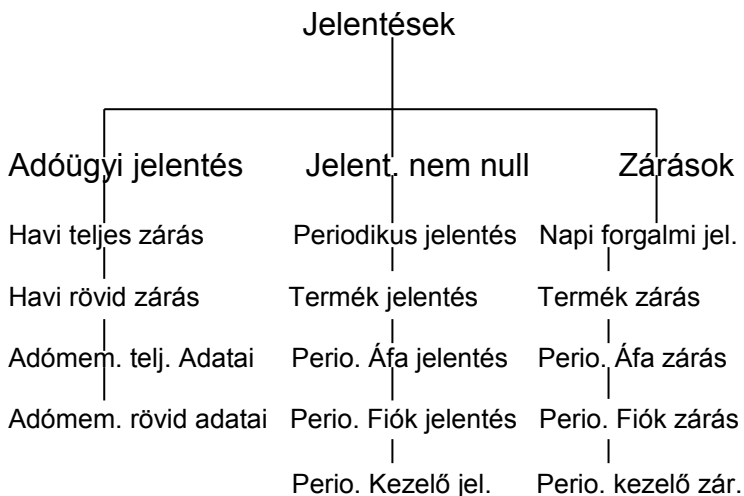 Jelentések
Adóügyi jelentés Jelent. nem null Zárások
Havi teljes zárás Periodikus jelentés Napi forgalmi jel.
Havi rövid zárás Termék jelentés Termék zárás
Adómem. telj. Adatai Perio. Áfa jelentés Perio. Áfa zárás
Adómem. rövid adatai Perio. Fiók jelentés Perio. Fiók zárás
Perio. Kezelő jel. Perio. kezelő zár.